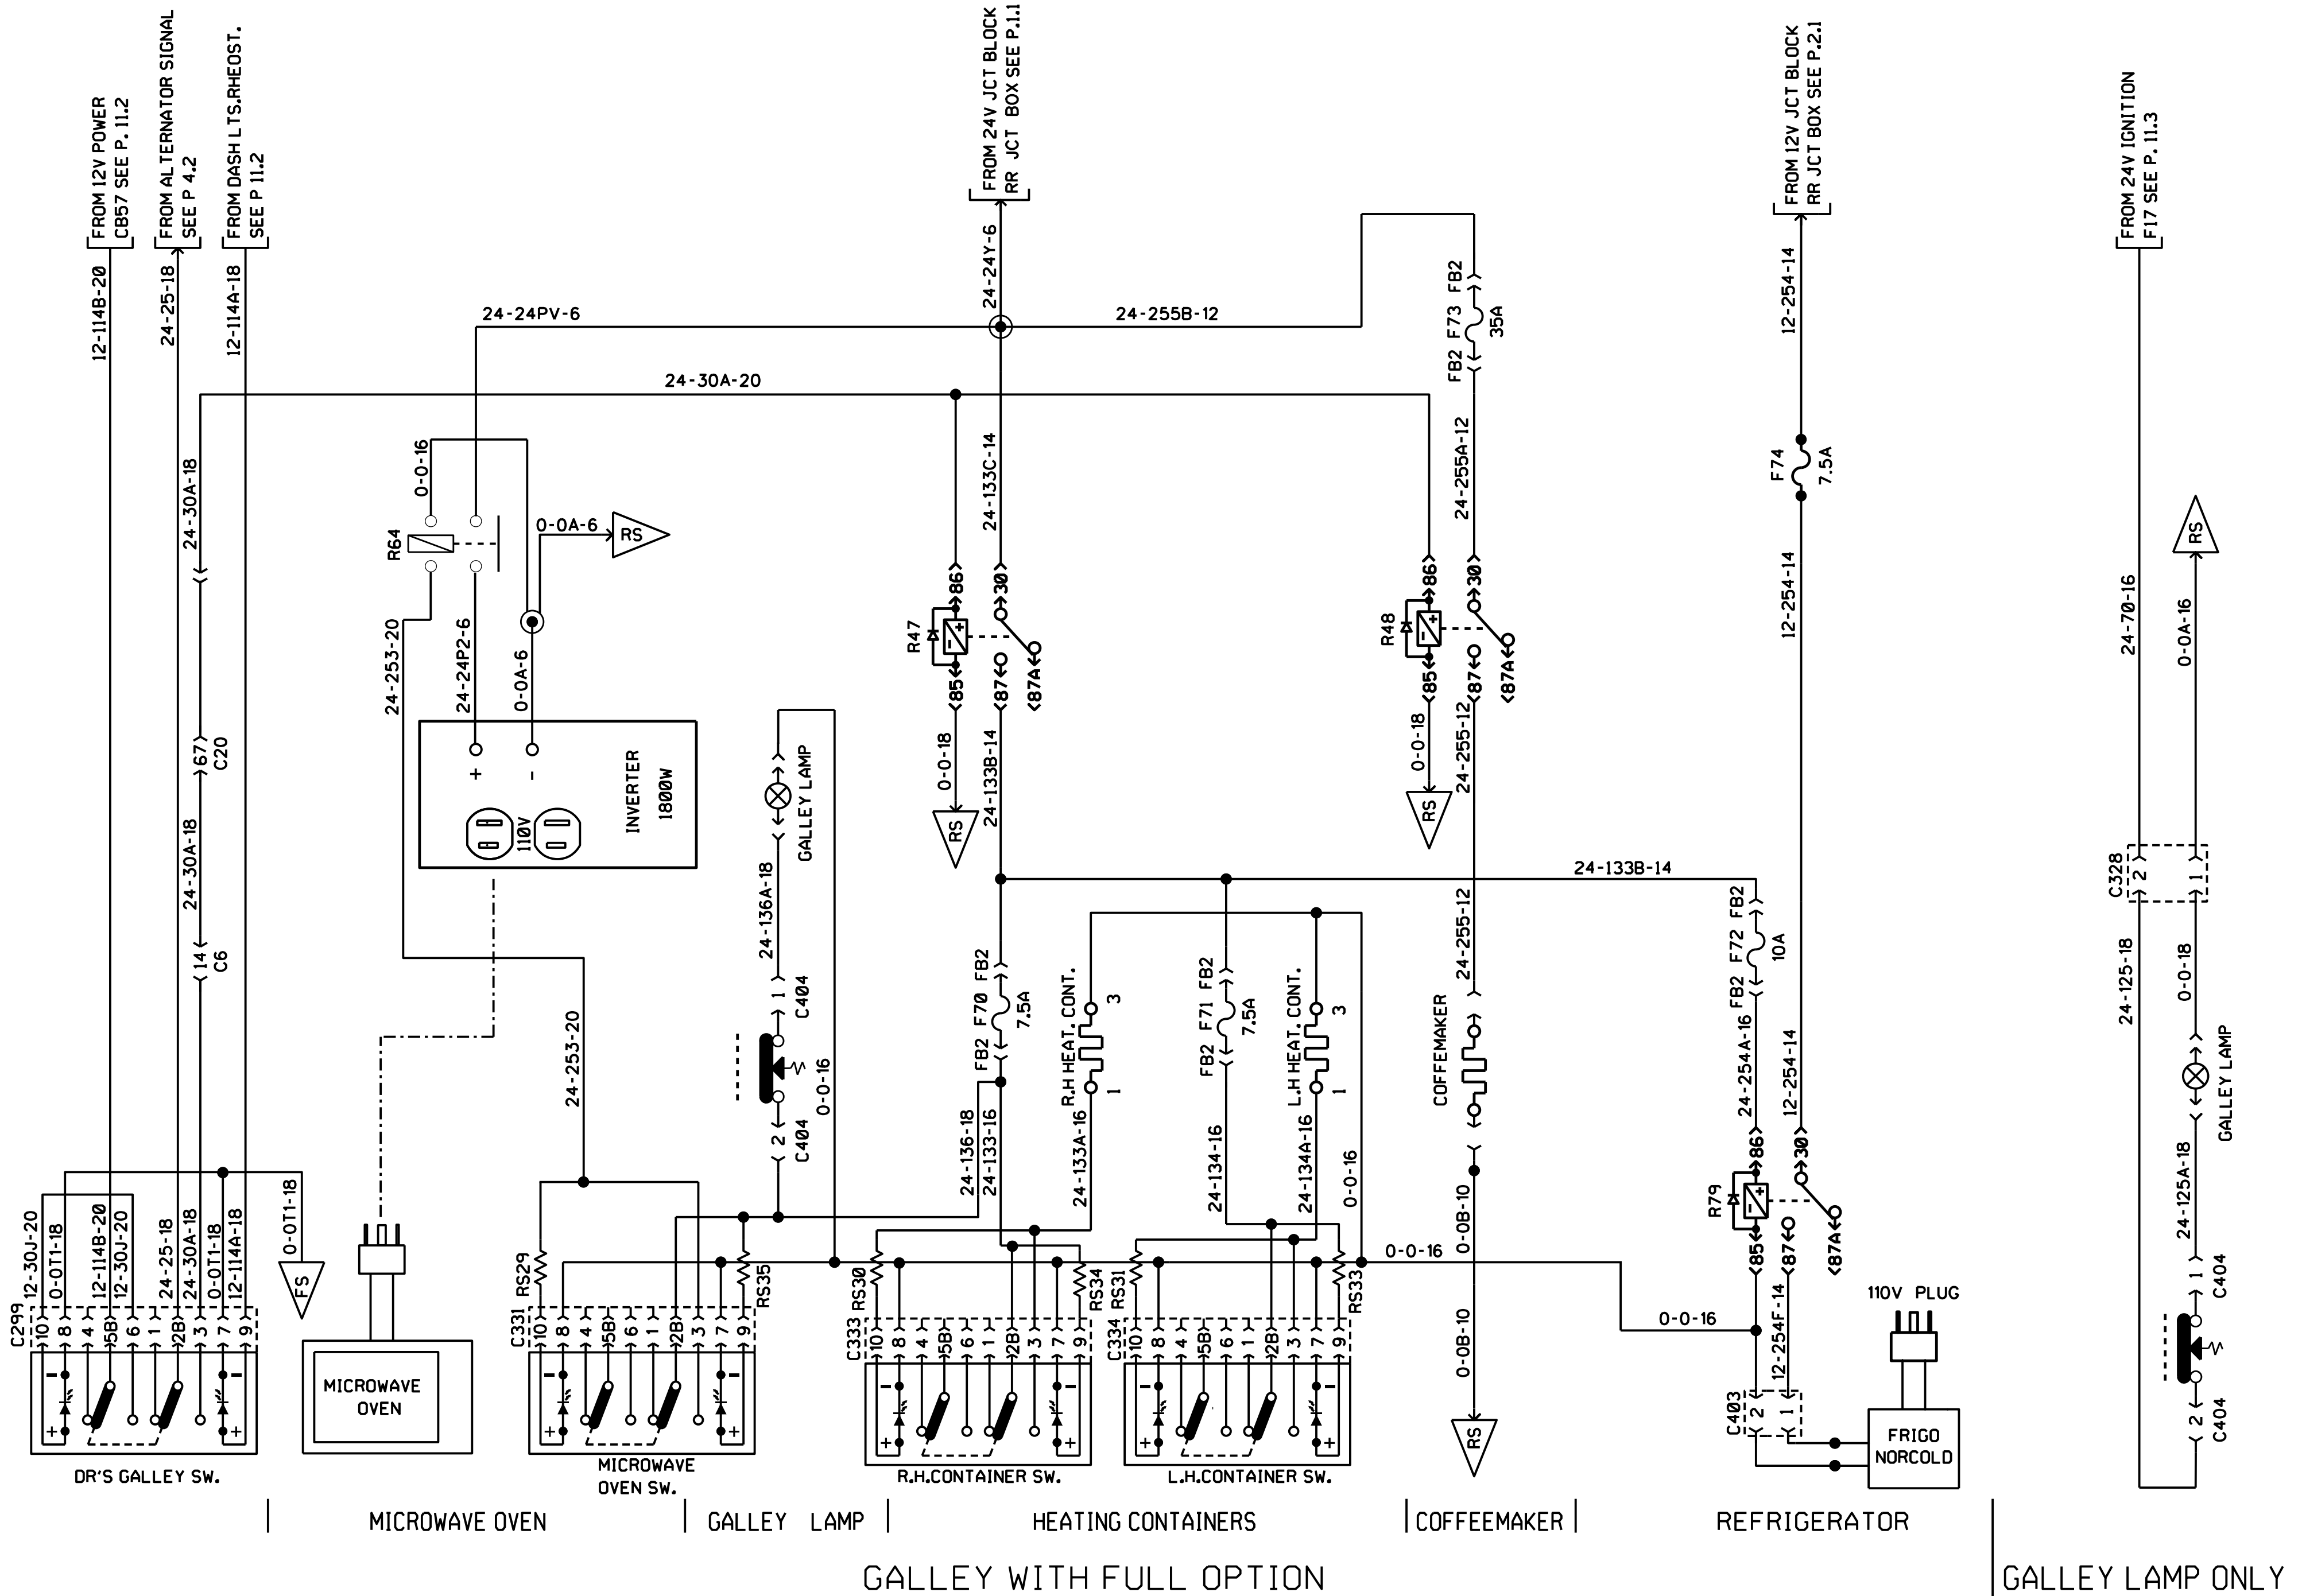 FROM 12V POWER
CB57 SEE P. 11.2
FROM ALTERNATOR SIGNAL
SEE P 4.2
FROM DASH LTS.RHEOST.
SEE P 11.2
FROM 24V JCT BLOCK
RR JCT BOX SEE P.1.1
FROM 12V JCT BLOCK
RR JCT BOX SEE P.2.1
FROM 24V IGNITION
F17 SEE P. 11.3
12-114B-20
24-25-18
12-114A-18
24-24PV-6
24-24Y-6
24-255B-12
FB2 F73 FB2
35A
12-254-14
24-30A-20
24-30A-18
0-0-16
R64
0-0A-6
RS
24-133C-14
24-255A-12
F74
7.5A
12-254-14
24-70-16
0-0A-16
RS
24-253-20
24-24P2-6
0-0A-6
R47
86
30
85
87
87A
R48
86
30
85
87
87A
67
C20
+
-
110V
INVERTER
1800W
GALLEY LAMP
0-0-18
RS
24-133B-14
0-0-18
RS
24-255-12
24-133B-14
24-30A-18
14
C6
24-136A-18
1
C404
2
C404
0-0-16
24-253-20
FB2 F70 FB2
7.5A
R.H HEAT. CONT.
3
1
FB2 F71 FB2
7.5A
L.H HEAT. CONT.
3
1
24-255-12
COFFEMAKER
FB2 F72 FB2
10A
24-254A-16
12-254-14
C328
2
1
24-125-18
0-0-18
GALLEY LAMP
24-136-18
24-133-16
24-133A-16
24-134-16
24-134A-16
0-0-16
0-0B-10
R79
86
30
85
87
87A
24-125A-18
12-30J-20
0-0T1-18
12-114B-20
12-30J-20
24-25-18
24-30A-18
0-0T1-18
12-114A-18
0-0T1-18
FS
RS29
RS35
RS30
RS34
RS31
RS33
0-0-16
0-0-16
12-254F-14
110V PLUG
1
C404
2
C404
C299
10 8 4 5B 6 1 2B 3 7 9
- -
+ +
DR'S GALLEY SW.
MICROWAVE
OVEN
C331
10 8 4 5B 6 1 2B 3 7 9
- -
+ +
MICROWAVE
OVEN SW.
C333
10 8 4 5B 6 1 2B 3 7 9
- -
+ +
R.H.CONTAINER SW.
C334
10 8 4 5B 6 1 2B 3 7 9
- -
+ +
L.H.CONTAINER SW.
0-0B-10
RS
C403
2
1
FRIGO
NORCOLD
MICROWAVE OVEN
GALLEY LAMP
HEATING CONTAINERS
COFFEEMAKER
REFRIGERATOR
GALLEY WITH FULL OPTION
GALLEY LAMP ONLY